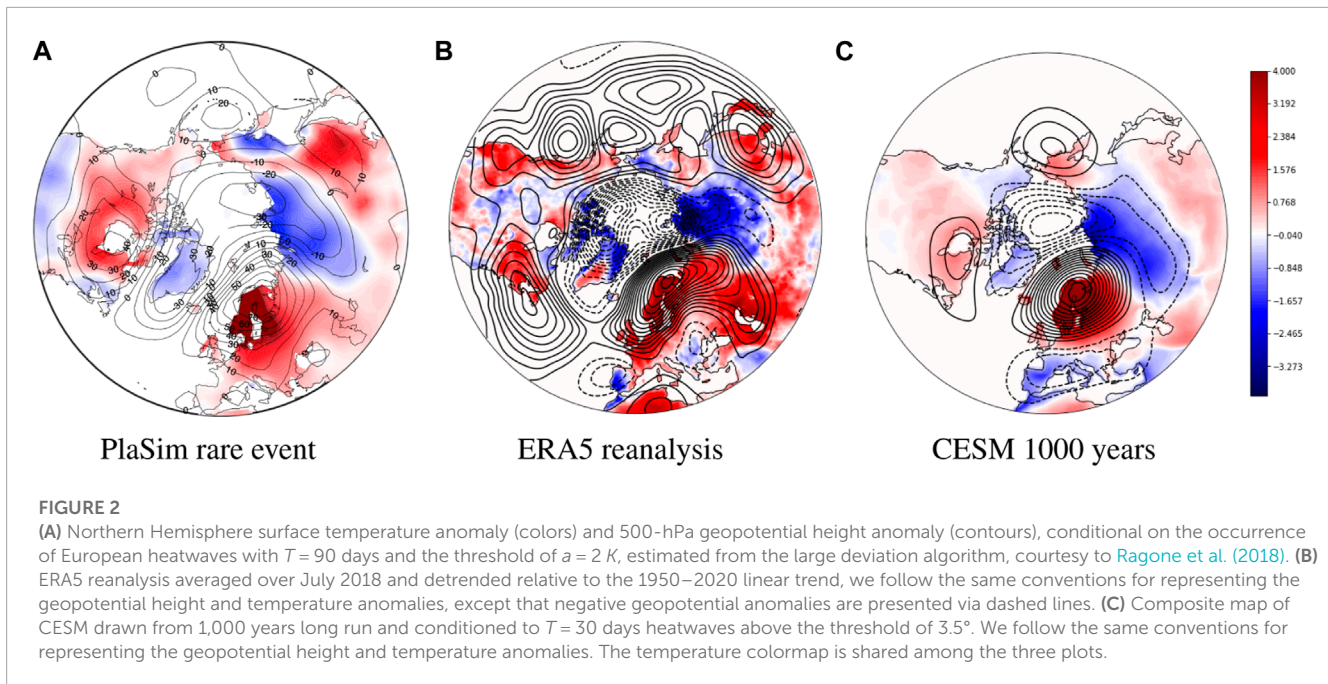 A
B
C
4.000
3.192
2.384
1.576
0.768
−0.040
−0.848
−1.657
−2.465
−3.273
PlaSim rare event
ERA5 reanalysis
CESM 1000 years
FIGURE 2
(A) Northern Hemisphere surface temperature anomaly (colors) and 500-hPa geopotential height anomaly (contours), conditional on the occurrence
of European heatwaves with T = 90 days and the threshold of a = 2 K, estimated from the large deviation algorithm, courtesy to Ragone et al. (2018). (B)
ERA5 reanalysis averaged over July 2018 and detrended relative to the 1950–2020 linear trend, we follow the same conventions for representing the
geopotential height and temperature anomalies, except that negative geopotential anomalies are presented via dashed lines. (C) Composite map of
CESM drawn from 1,000 years long run and conditioned to T = 30 days heatwaves above the threshold of 3.5°. We follow the same conventions for
representing the geopotential height and temperature anomalies. The temperature colormap is shared among the three plots.